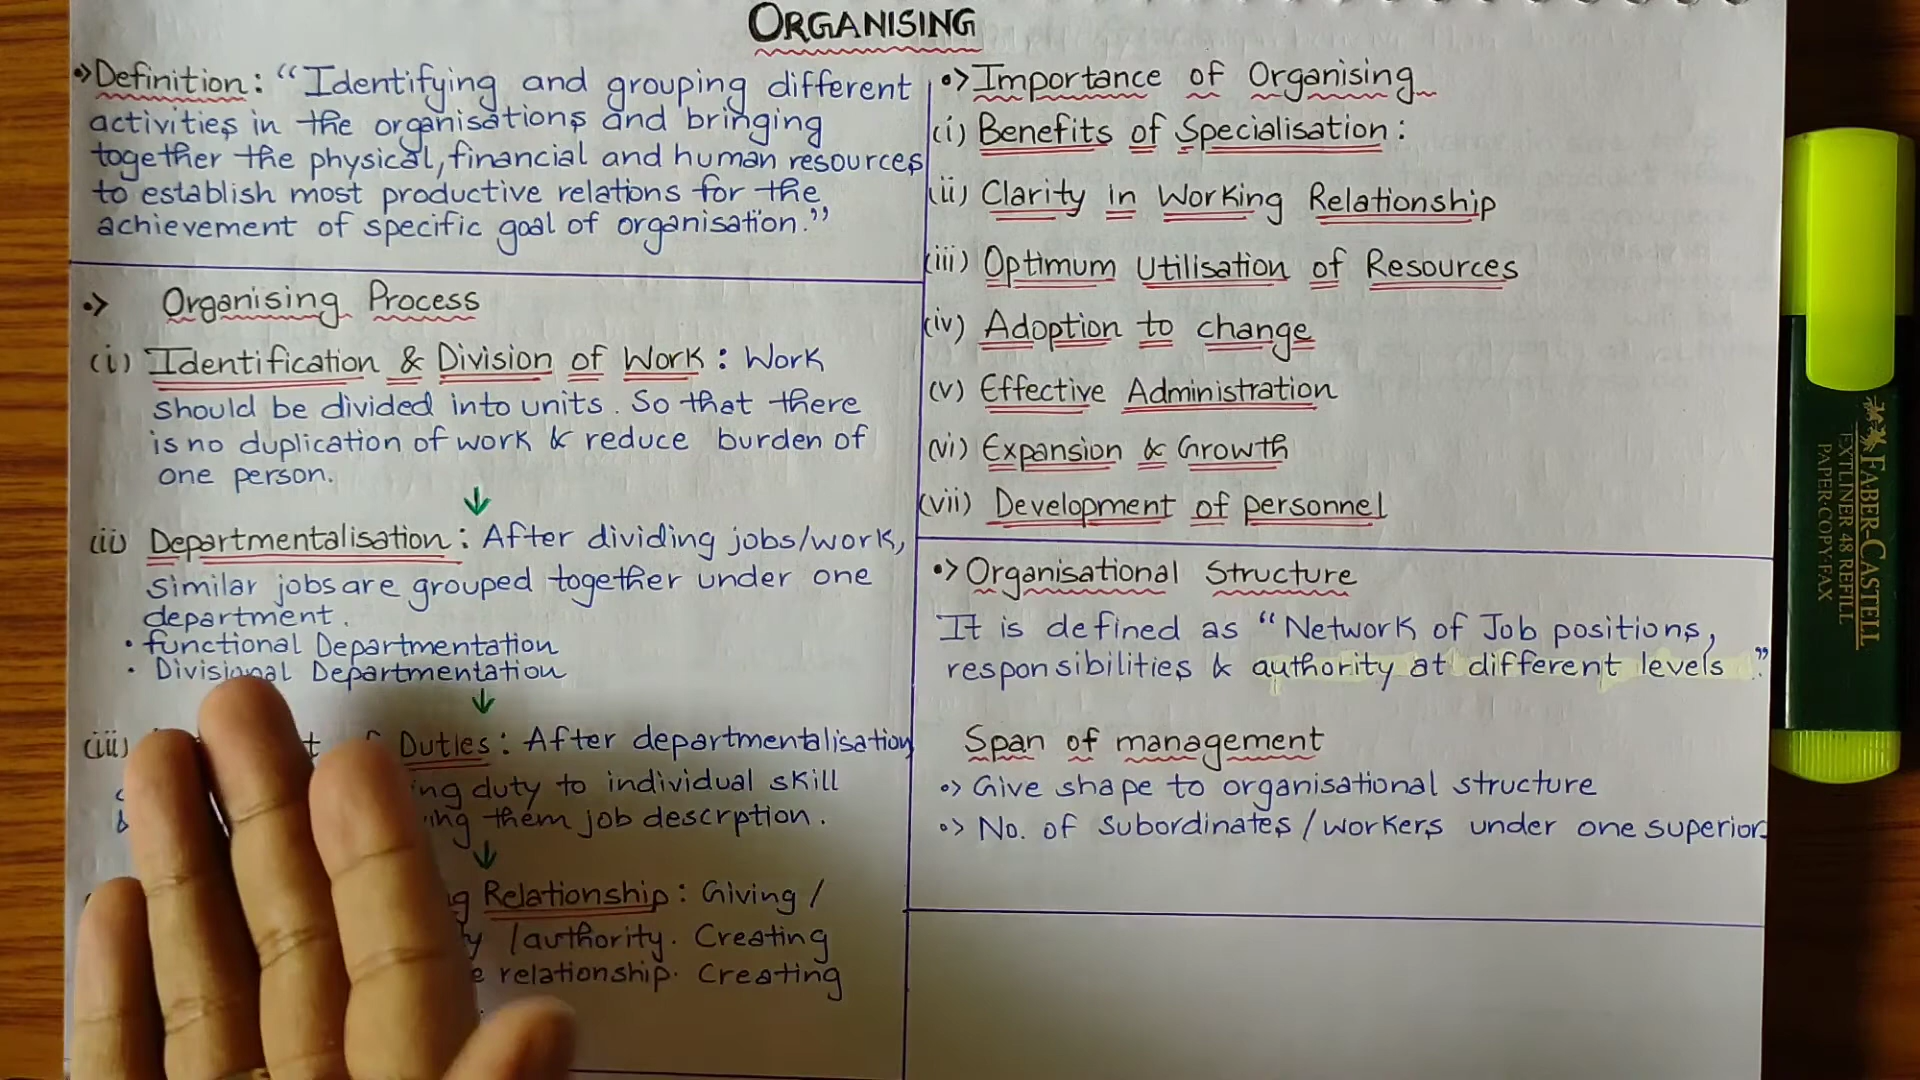 ORGANISING
Definition: "Identifying and grouping different
activities in the organisations and bringing
together the physical, financial and human resources
to establish most productive relations for the
achievement of specific goal of organisation."
Organising Process
(i) Identification & Division of Work: Work
should be divided into units. So that there
is no duplication of work & reduce burden of
one person.
(ii) Departmentalisation: After dividing jobs/work,
similar jobs are grouped together under one
department.
• functional Departmentation
• Divisional Departmentation
(iii) Duties: After departmentalisation
duty to individual skill
them job descrption.
Relationship: Giving /
/authority. Creating
relationship. Creating
Importance of Organising
(i) Benefits of Specialisation:
(ii) Clarity in Working Relationship
(iii) Optimum Utilisation of Resources
(iv) Adoption to change
(v) Effective Administration
(vi) Expansion & Growth
(vii) Development of personnel
Organisational Structure
It is defined as "Network of Job positions,
responsibilities & authority at different levels."
Span of management
Give shape to organisational structure
No. of subordinates/workers under one superior
FABER-CASTELL
EXTLINER 48 REFILL
PAPER·COPY·FAX